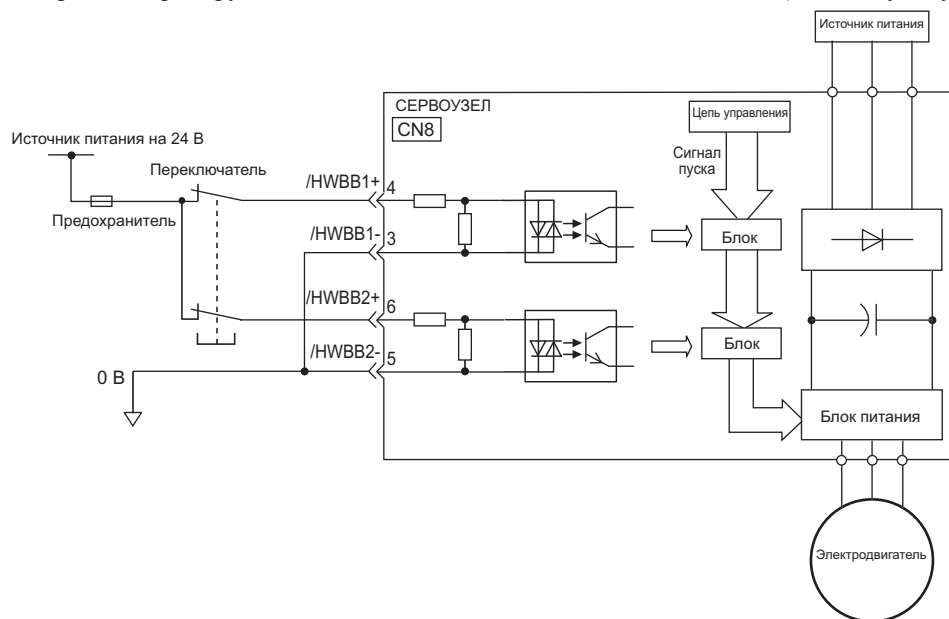 Источник питания
СЕРВОУЗЕЛ
CN8
Цепь управления
Источник питания на 24 В
Сигнал
пуска
Переключатель
/HWBB1+
4
Предохранитель
/HWBB1-
3
Блок
/HWBB2+
6
/HWBB2-
5
Блок
0 В
Блок питания
Электродвигатель